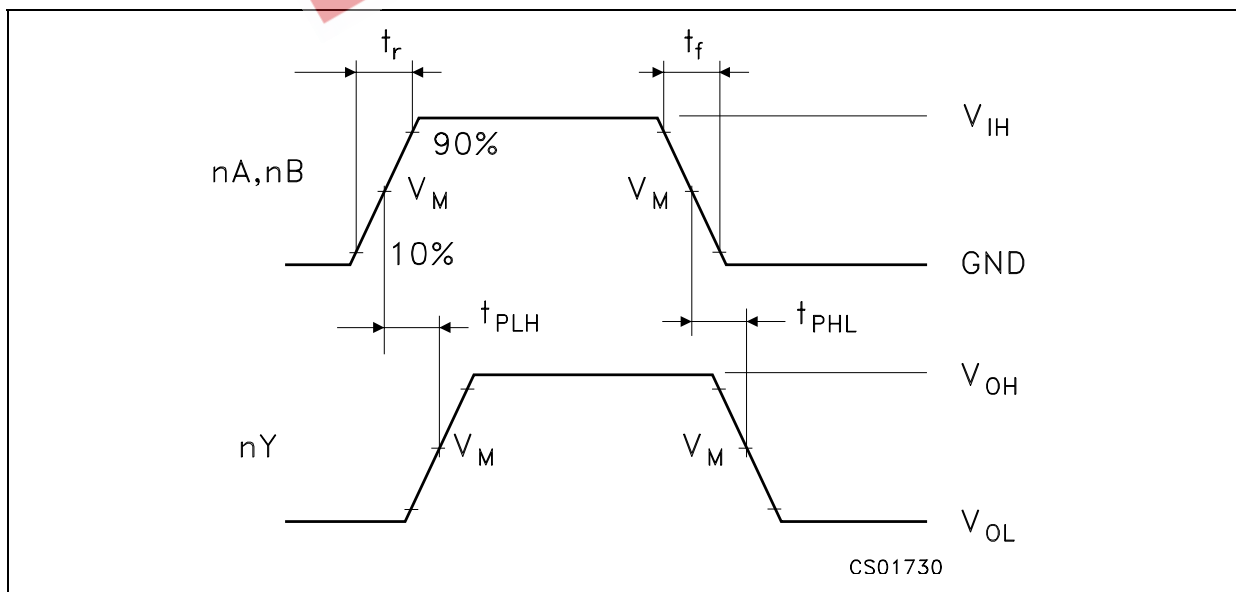 tr
tf
VIH
90%
nA,nB
VM
VM
10%
GND
tPLH
tPHL
VOH
nY
VM
VM
VOL
CS01730